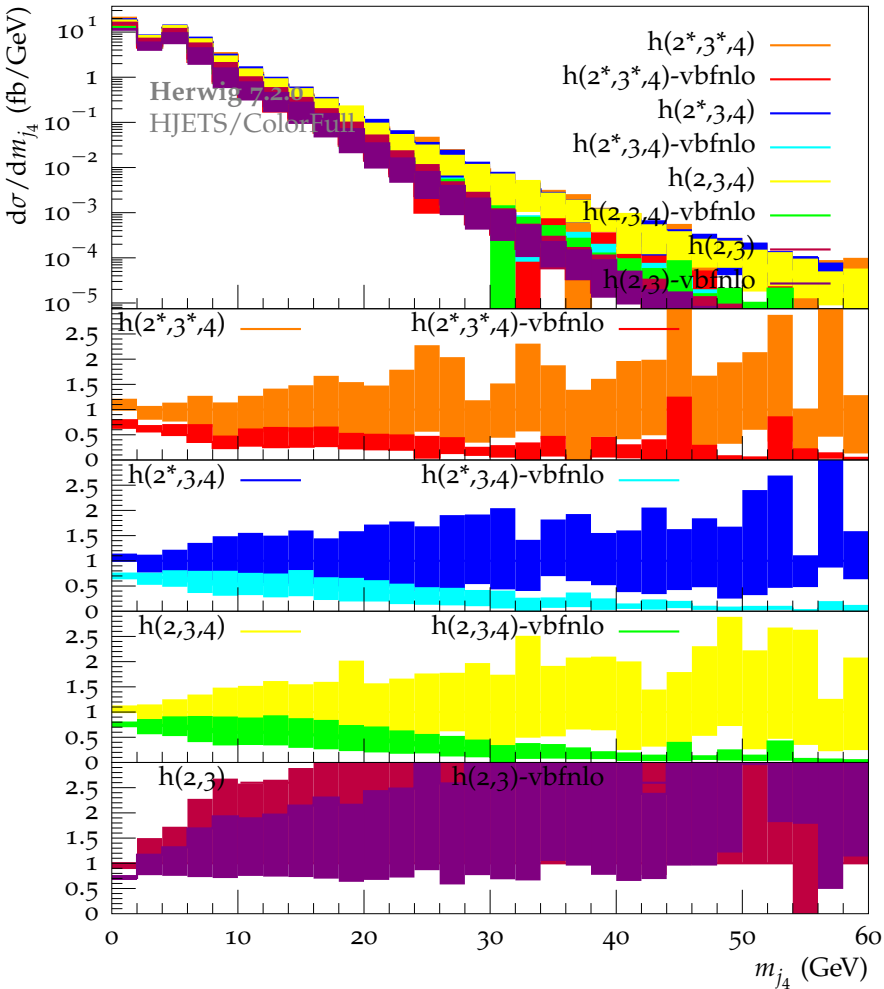 dσ/dm_{j4} (fb/GeV)
10^1
1
10^-1
10^-2
10^-3
10^-4
10^-5
Herwig 7.2.0
HJETS/ColorFull
h(2*,3*,4)
h(2*,3*,4)-vbfnlo
h(2*,3,4)
h(2*,3,4)-vbfnlo
h(2,3,4)
h(2,3,4)-vbfnlo
h(2,3)
h(2,3)-vbfnlo
h(2*,3*,4) h(2*,3*,4)-vbfnlo
2.5
2
1.5
1
0.5
0
h(2*,3,4) h(2*,3,4)-vbfnlo
2.5
2
1.5
1
0.5
0
h(2,3,4) h(2,3,4)-vbfnlo
2.5
2
1.5
1
0.5
0
h(2,3) h(2,3)-vbfnlo
2.5
2
1.5
1
0.5
0
0 10 20 30 40 50 60
m_{j4} (GeV)